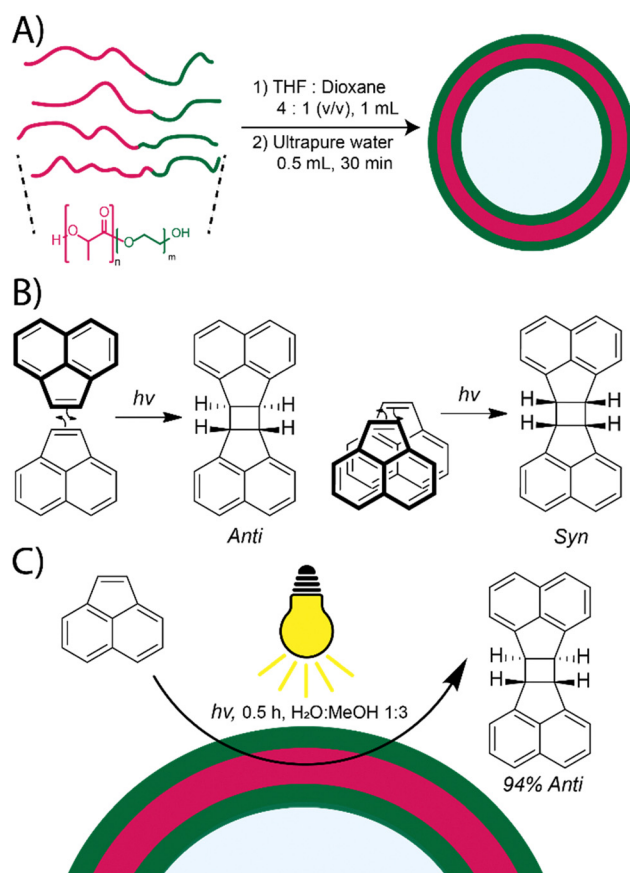 A)
1) THF : Dioxane
4 : 1 (v/v), 1 mL
2) Ultrapure water
0.5 mL, 30 min
H
O
O
n
O
m
OH
B)
hv
H
H
H
H
Anti
hv
H
H
H
H
Syn
C)
hv, 0.5 h, H₂O:MeOH 1:3
H
H
H
H
94% Anti